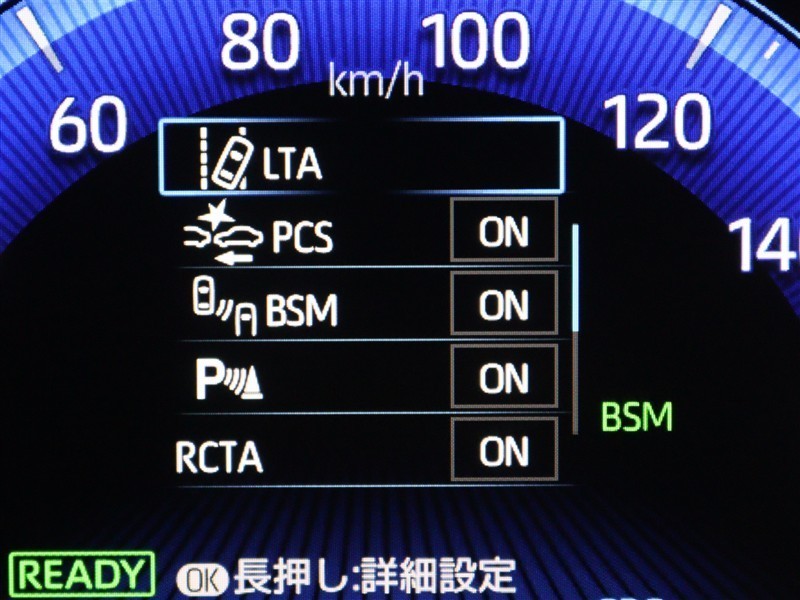 80 100
km/h
60 120
LTA
140
PCS ON
BSM ON
P ON
BSM
RCTA ON
READY OK 長押し:詳細設定